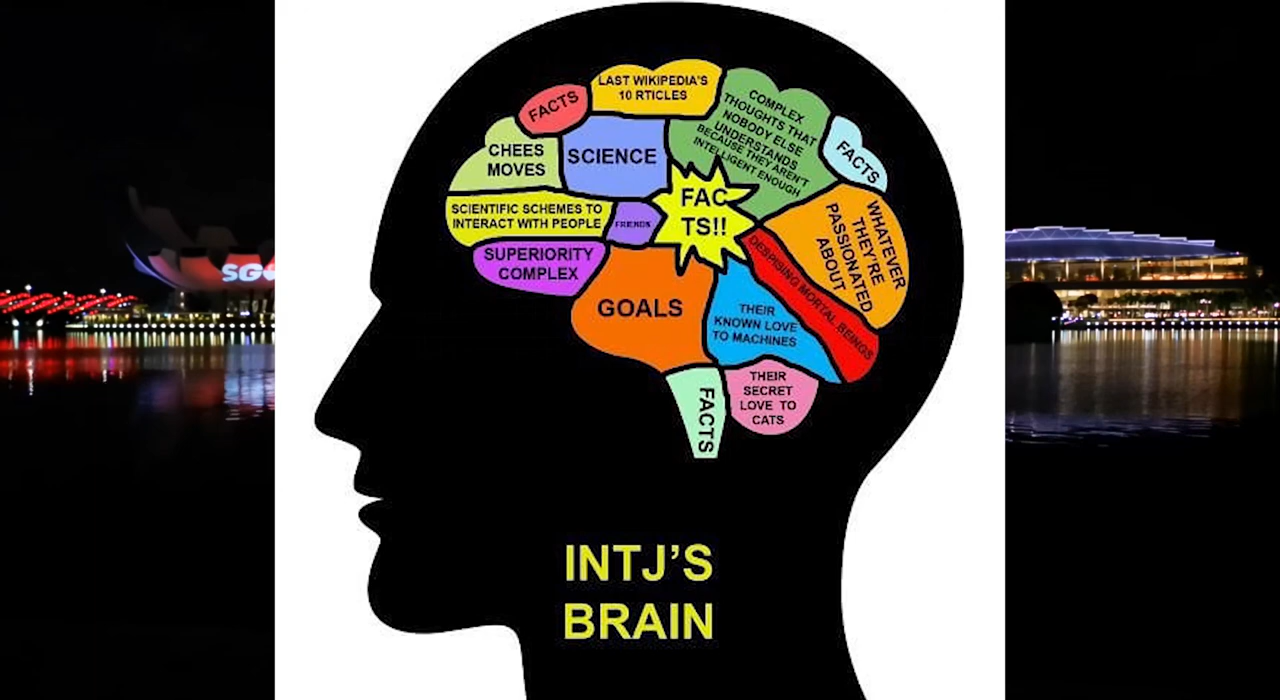 LAST WIKIPEDIA'S
10 RTICLES
FACTS
COMPLEX
THOUGHTS THAT
NOBODY ELSE
UNDERSTANDS
BECAUSE THEY AREN'T
INTELLIGENT ENOUGH
FACTS
CHEES
MOVES
SCIENCE
FAC
TS!!
SCIENTIFIC SCHEMES TO
INTERACT WITH PEOPLE
FRIENDS
WHATEVER
THEY'RE
PASSIONATED
ABOUT
SUPERIORITY
COMPLEX
DESPISING MORTAL BEINGS
GOALS
THEIR
KNOWN LOVE
TO MACHINES
THEIR
SECRET
LOVE TO
CATS
FACTS
INTJ’S
BRAIN
SG